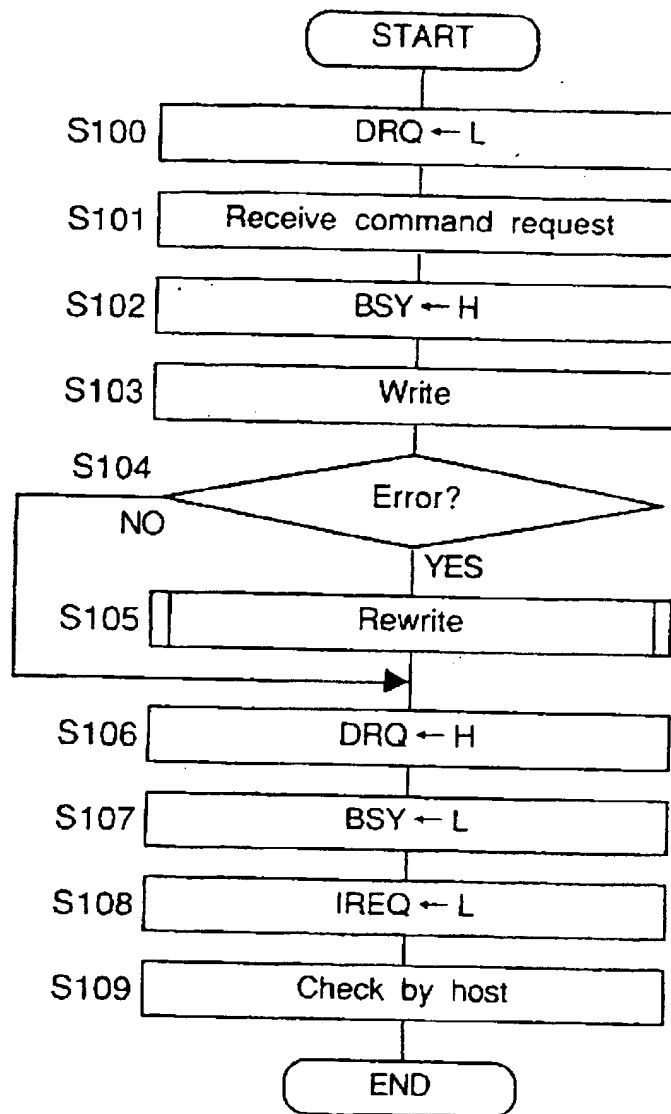 START
S100 DRQ ← L
S101 Receive command request
S102 BSY ← H
S103 Write
S104 Error?
NO
YES
S105 Rewrite
S106 DRQ ← H
S107 BSY ← L
S108 IREQ ← L
S109 Check by host
END